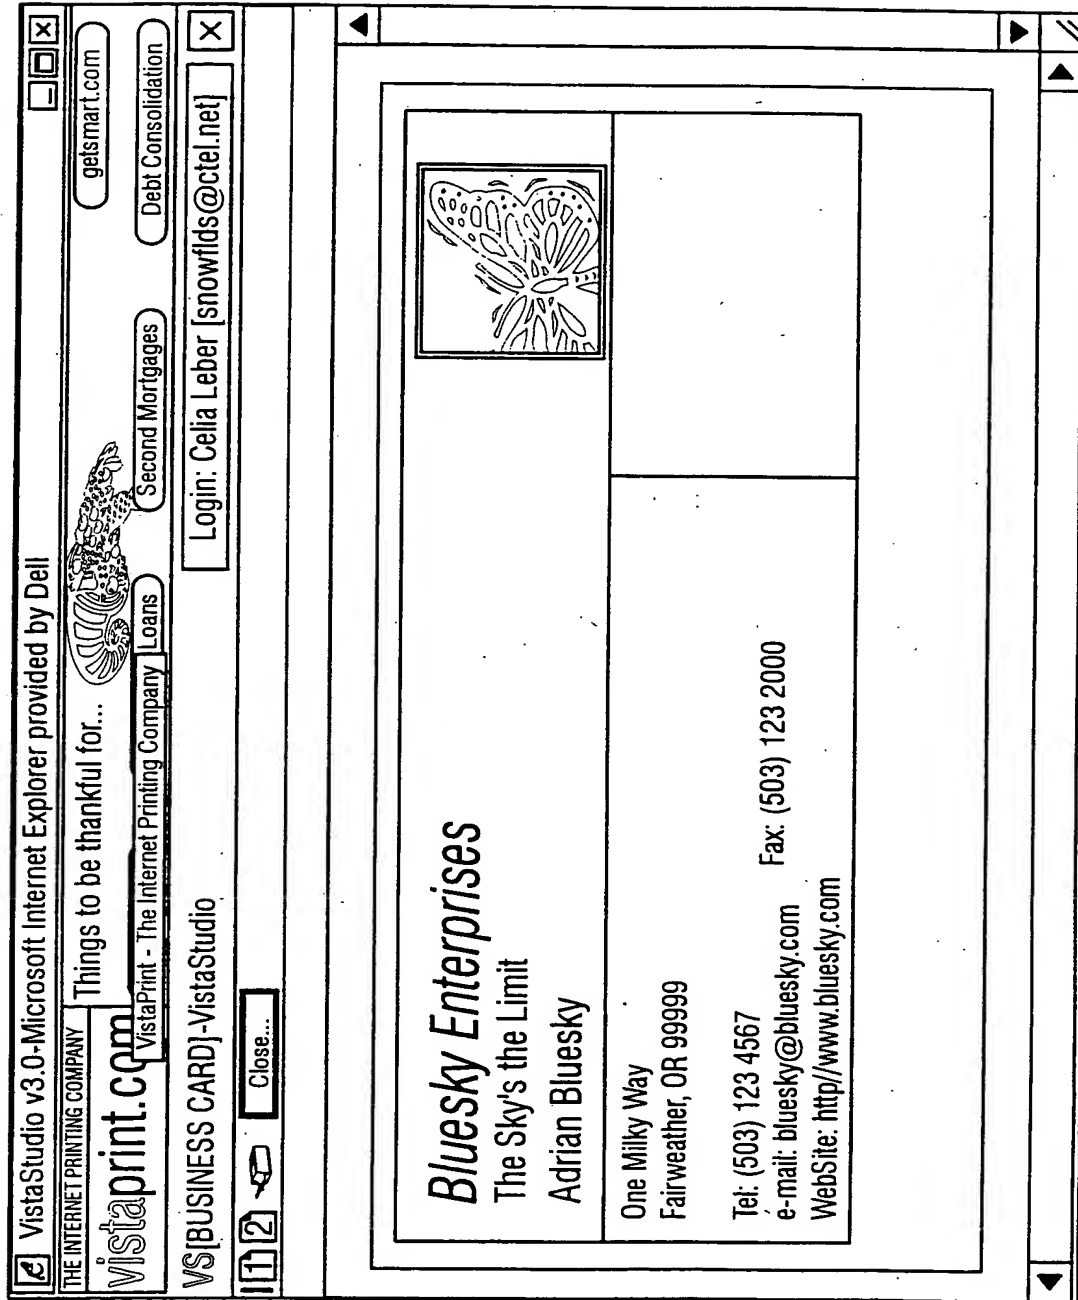 VistaStudio v3.0-Microsoft Internet Explorer provided by Dell
THE INTERNET PRINTING COMPANY
vistaprint.com
Things to be thankful for...
getsmart.com
VistaPrint - The Internet Printing Company
Loans
Second Mortgages
Debt Consolidation
VS[BUSINESS CARD]-VistaStudio
Login: Celia Leber [snowflds@ctel.net]
1 2 Close...
Bluesky Enterprises
The Sky's the Limit
Adrian Bluesky
One Milky Way
Fairweather, OR 99999
Tel: (503) 123 4567 Fax: (503) 123 2000
e-mail: bluesky@bluesky.com
WebSite: http//www.bluesky.com